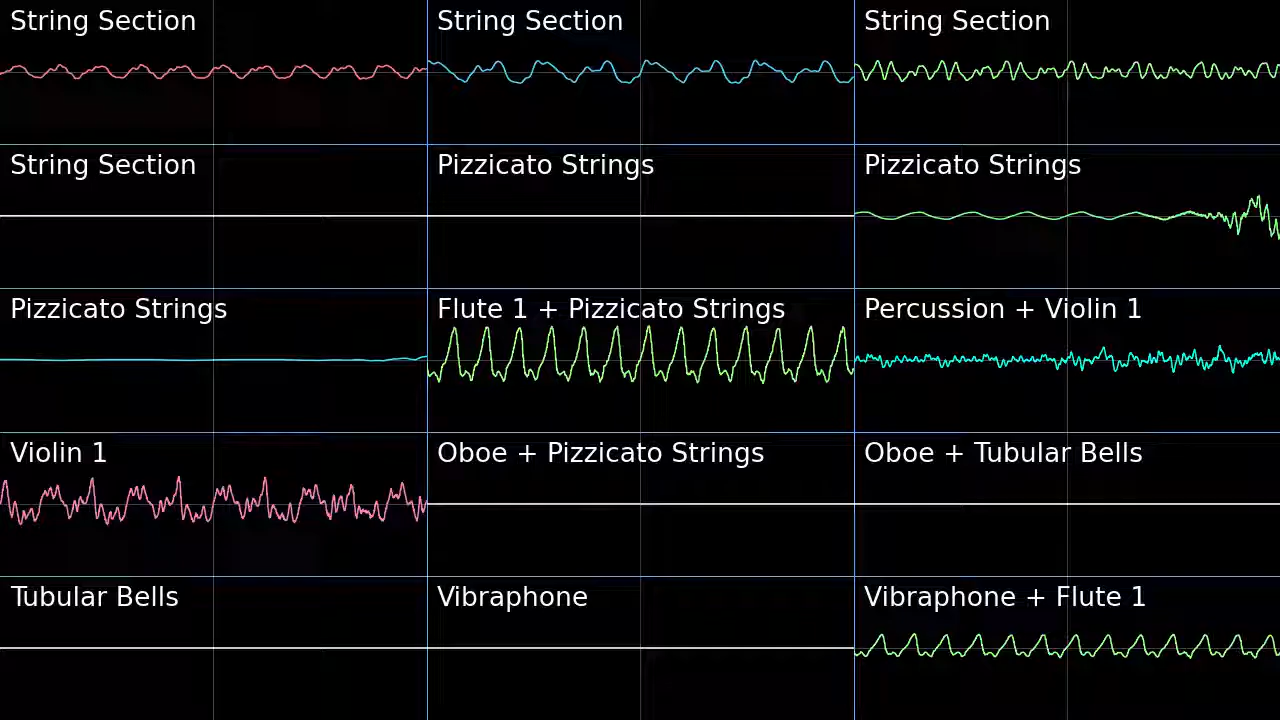 String Section
String Section
String Section
String Section
Pizzicato Strings
Pizzicato Strings
Pizzicato Strings
Flute 1 + Pizzicato Strings
Percussion + Violin 1
Violin 1
Oboe + Pizzicato Strings
Oboe + Tubular Bells
Tubular Bells
Vibraphone
Vibraphone + Flute 1